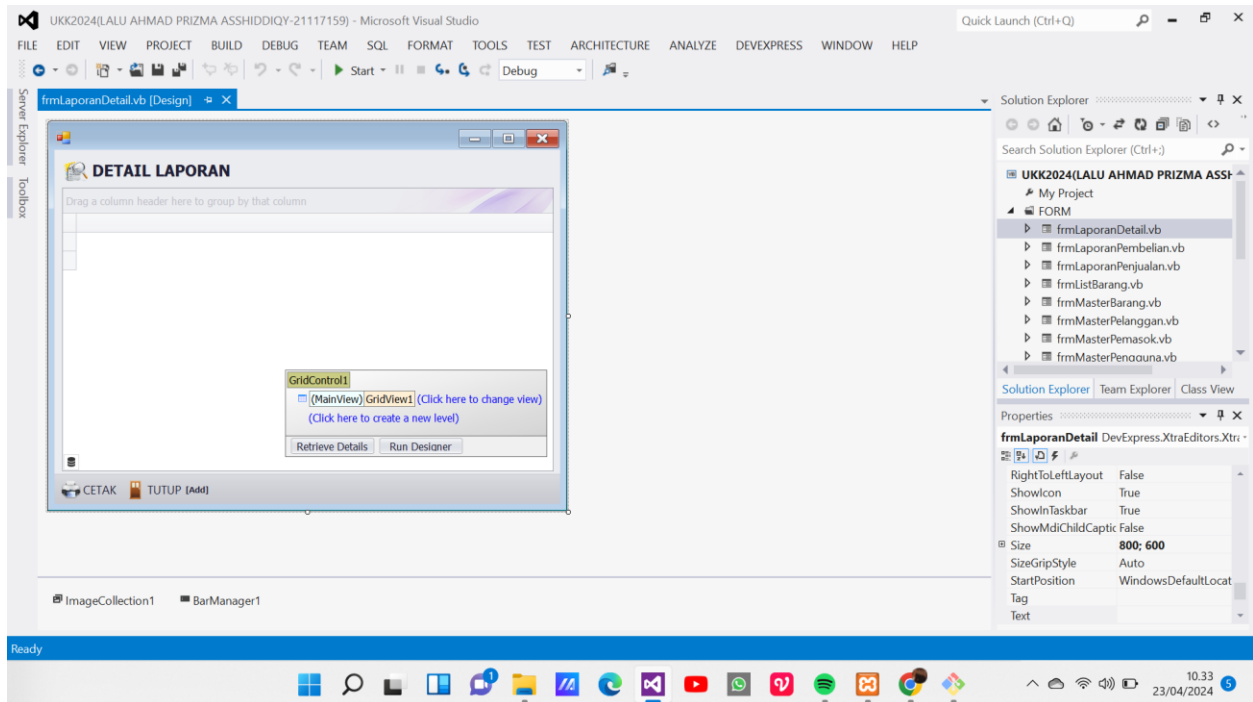 UKK2024(LALU AHMAD PRIZMA ASSHIDDIQY-21117159) - Microsoft Visual Studio
Quick Launch (Ctrl+Q)
FILE EDIT VIEW PROJECT BUILD DEBUG TEAM SQL FORMAT TOOLS TEST ARCHITECTURE ANALYZE DEVEXPRESS WINDOW HELP
Start Debug
Server Explorer
Toolbox
frmLaporanDetail.vb [Design]
DETAIL LAPORAN
Drag a column header here to group by that column
GridControl1
(MainView) GridView1 (Click here to change view)
(Click here to create a new level)
Retrieve Details Run Designer
CETAK TUTUP [Add]
ImageCollection1 BarManager1
Solution Explorer
Search Solution Explorer (Ctrl+;)
UKK2024(LALU AHMAD PRIZMA ASSH
My Project
FORM
frmLaporanDetail.vb
frmLaporanPembelian.vb
frmLaporanPenjualan.vb
frmListBarang.vb
frmMasterBarang.vb
frmMasterPelanggan.vb
frmMasterPemasok.vb
frmMasterPengguna.vb
Solution Explorer Team Explorer Class View
Properties
frmLaporanDetail DevExpress.XtraEditors.Xtr
RightToLeftLayout False
ShowIcon True
ShowInTaskbar True
ShowMdiChildCaptic False
Size 800; 600
SizeGripStyle Auto
StartPosition WindowsDefaultLocat
Tag
Text
Ready
1
10.33
23/04/2024
5